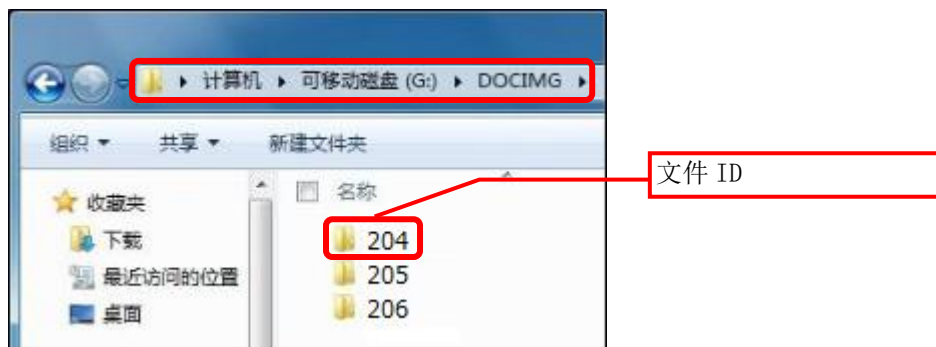 计算机 ▸ 可移动磁盘 (G:) ▸ DOCIMG ▸
组织 ▾ 共享 ▾ 新建文件夹
文件 ID
收藏夹
名称
下载
204
最近访问的位置
205
桌面
206